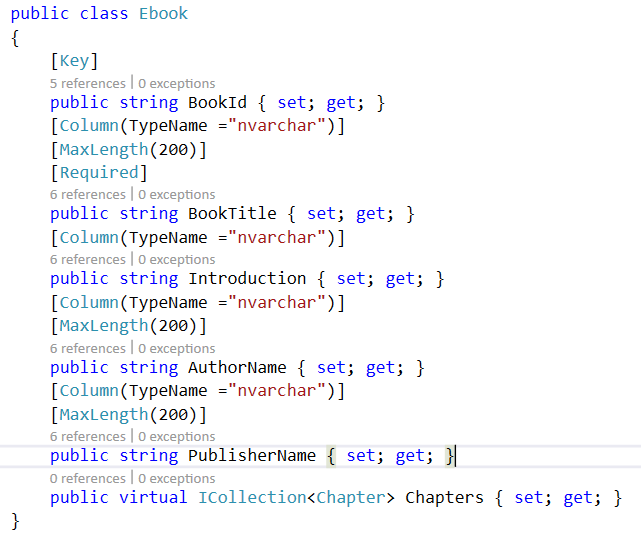 public class Ebook
{
[Key]
5 references | 0 exceptions
public string BookId { set; get; }
[Column(TypeName ="nvarchar")]
[MaxLength(200)]
[Required]
6 references | 0 exceptions
public string BookTitle { set; get; }
[Column(TypeName ="nvarchar")]
6 references | 0 exceptions
public string Introduction { set; get; }
[Column(TypeName ="nvarchar")]
[MaxLength(200)]
6 references | 0 exceptions
public string AuthorName { set; get; }
[Column(TypeName ="nvarchar")]
[MaxLength(200)]
6 references | 0 exceptions
public string PublisherName { set; get; }
0 references | 0 exceptions
public virtual ICollection<Chapter> Chapters { set; get; }
}